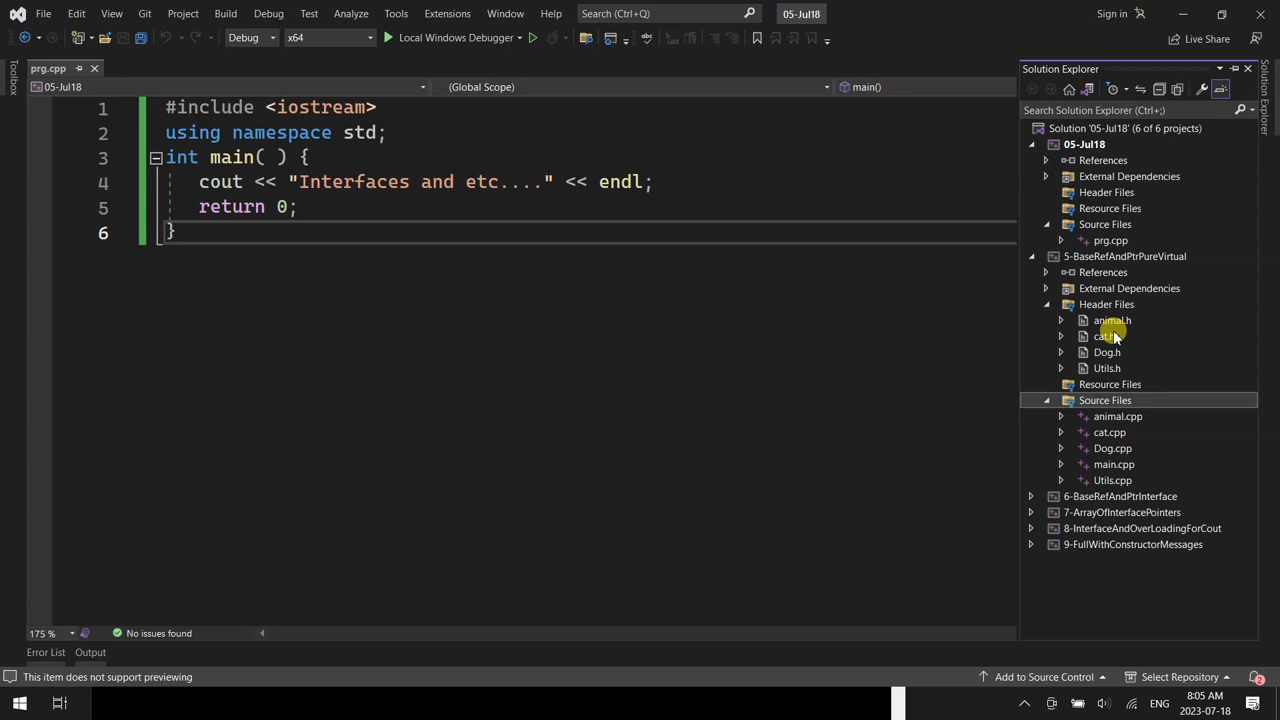 File Edit View Git Project Build Debug Test Analyze Tools Extensions Window Help Search (Ctrl+Q) 05-Jul18 Sign in
Debug x64 Local Windows Debugger Live Share
Toolbox
prg.cpp
05-Jul18 (Global Scope) main()
1 #include <iostream>
2 using namespace std;
3 int main( ) {
4 cout << "Interfaces and etc...." << endl;
5 return 0;
6 }
175 % No issues found
Error List Output
Solution Explorer
Search Solution Explorer (Ctrl+;)
Solution '05-Jul18' (6 of 6 projects)
05-Jul18
References
External Dependencies
Header Files
Resource Files
Source Files
prg.cpp
5-BaseRefAndPtrPureVirtual
References
External Dependencies
Header Files
animal.h
cat.h
Dog.h
Utils.h
Resource Files
Source Files
animal.cpp
cat.cpp
Dog.cpp
main.cpp
Utils.cpp
6-BaseRefAndPtrInterface
7-ArrayOfInterfacePointers
8-InterfaceAndOverLoadingForCout
9-FullWithConstructorMessages
Solution Explorer
This item does not support previewing Add to Source Control Select Repository 2
ENG 8:05 AM
2023-07-18